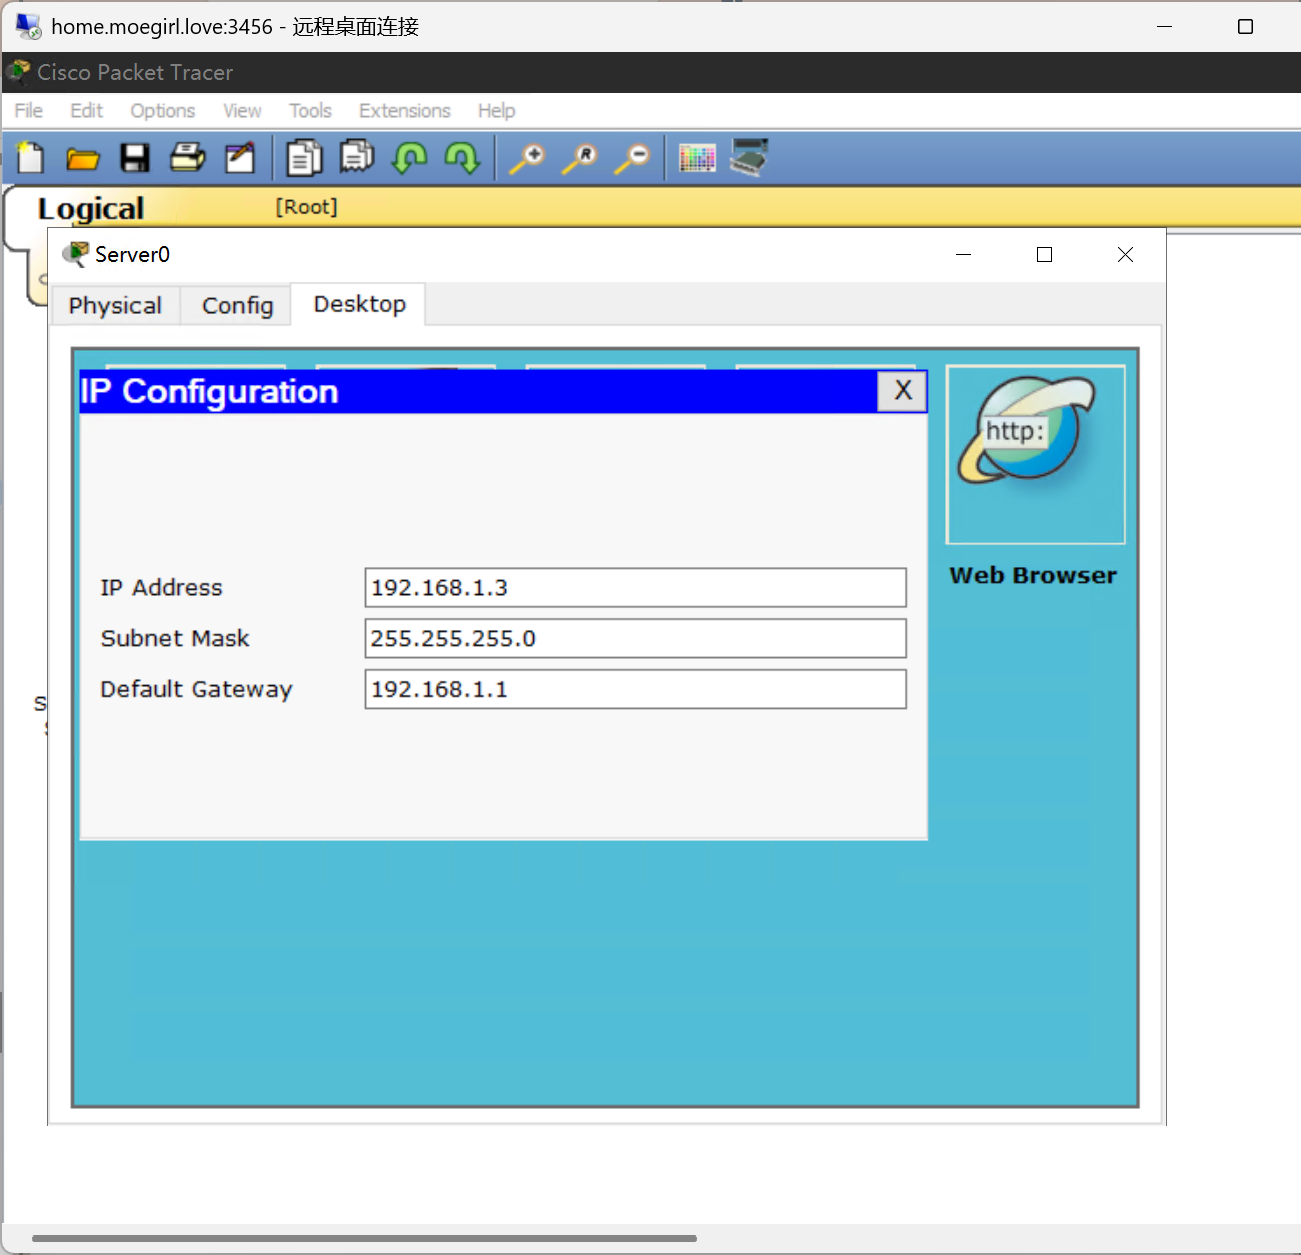 home.moegirl.love:3456 - 远程桌面连接
Cisco Packet Tracer
File Edit Options View Tools Extensions Help
Logical [Root]
Server0
Physical Config Desktop
IP Configuration X
http:
IP Address 192.168.1.3
Web Browser
Subnet Mask 255.255.255.0
Default Gateway 192.168.1.1